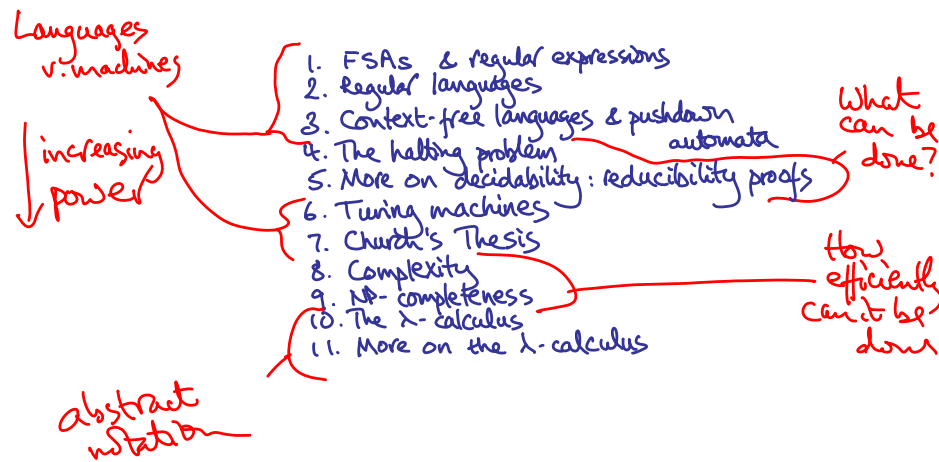 Languages
v. machines
increasing
power
1. FSAs & regular expressions
2. Regular languages
3. Context-free languages & pushdown
automata
4. The halting problem
5. More on decidability: reducibility proofs
6. Turing machines
7. Church's Thesis
8. Complexity
9. NP-completeness
10. The λ-calculus
11. More on the λ-calculus
What
can be
done?
How
efficiently
can it be
done
abstract
notation